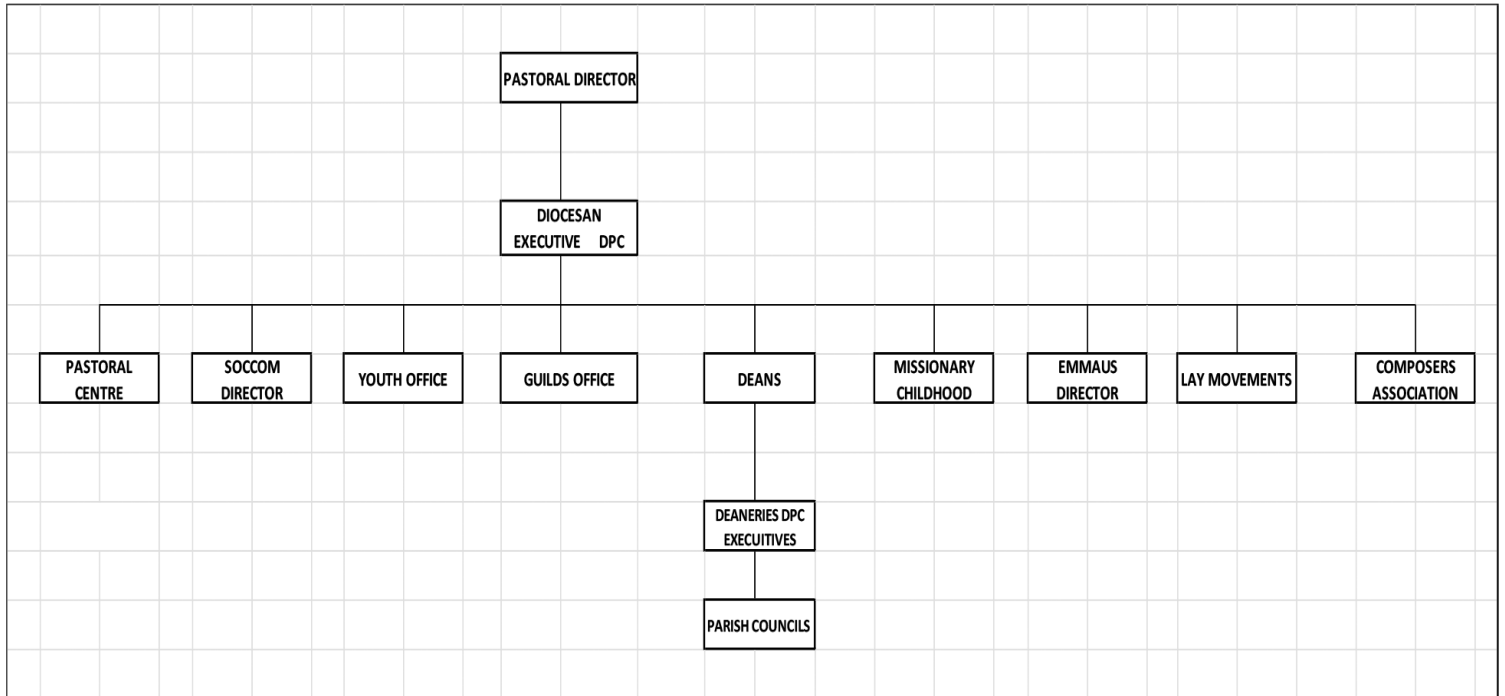 PASTORAL DIRECTOR
DIOCESAN
EXECUTIVE DPC
PASTORAL
CENTRE
SOCCOM
DIRECTOR
YOUTH OFFICE
GUILDS OFFICE
DEANS
MISSIONARY
CHILDHOOD
EMMAUS
DIRECTOR
LAY MOVEMENTS
COMPOSERS
ASSOCIATION
DEANERIES DPC
EXECUITIVES
PARISH COUNCILS